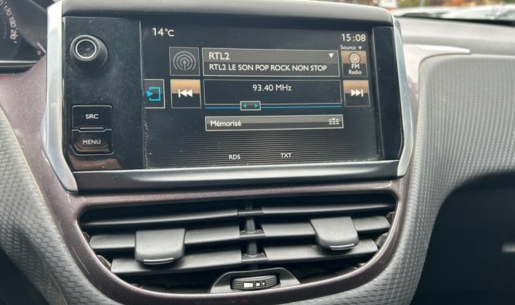 14°C
15:08
RTL2
Source
RTL2 LE SON POP ROCK NON STOP
FM
Radio
93.40 MHz
SRC
Mémorisé
MENU
RDS TXT